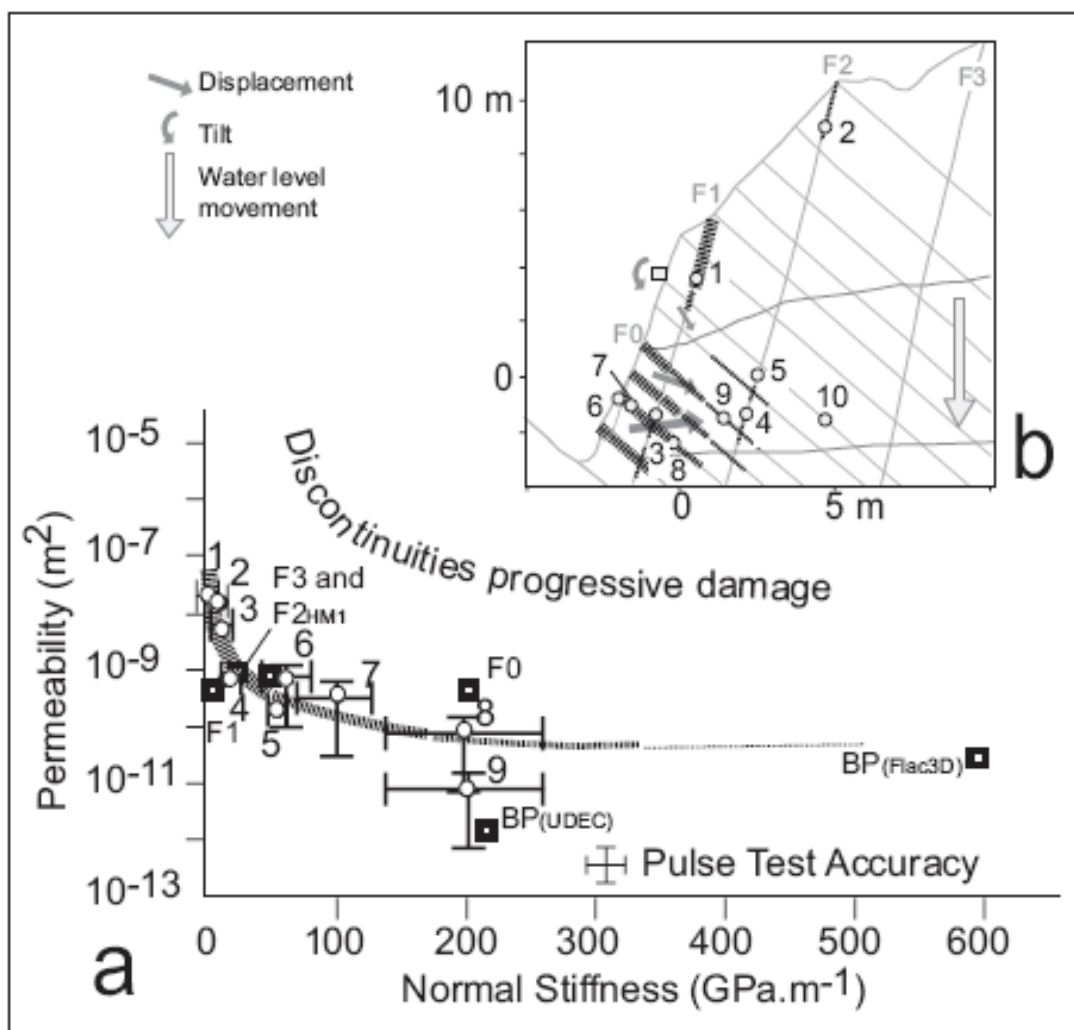 Displacement
Tilt
Water level
movement
10 m
0
F0
F1
F2
F3
1
2
3
4
5
6
7
8
9
10
0
5 m
b
Permeability (m2)
10-5
10-7
10-9
10-11
10-13
Discontinuities progressive damage
1
2
3
F3 and
F2HM1
4
F1
5
6
7
F0
8
9
BP(UDEC)
BP(Flac3D)
Pulse Test Accuracy
0
100
200
300
400
500
600
a
Normal Stiffness (GPa.m-1)